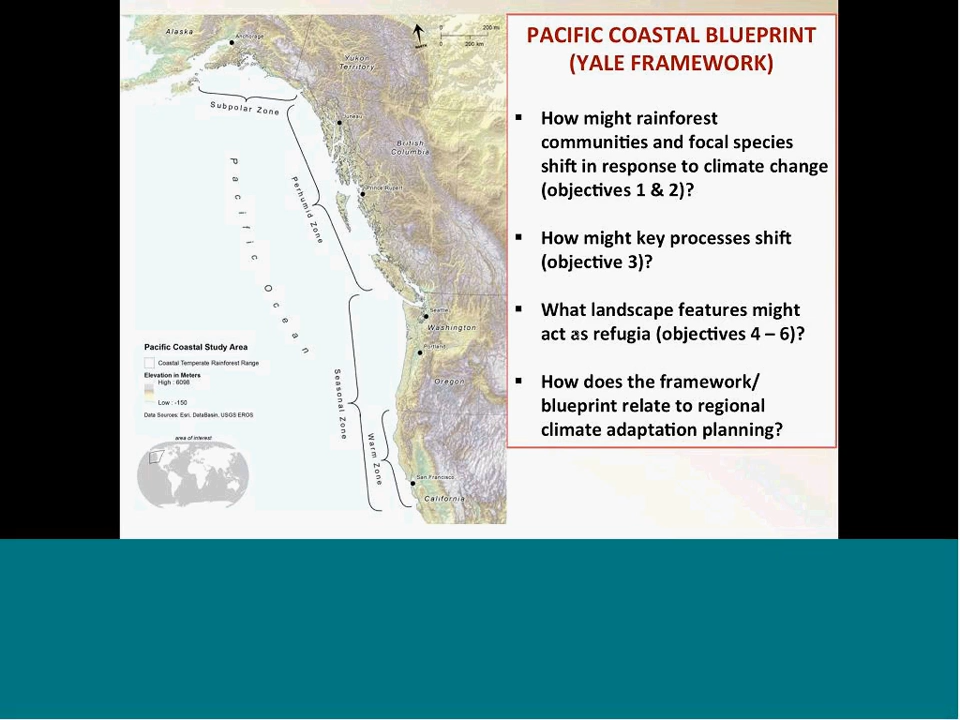 Alaska
Anchorage
Yukon
Territory
0 200 mi
0 200 km
Subpolar Zone
Juneau
British
Columbia
Prince Rupert
Perhumid Zone
Pacific Ocean
Seattle
Washington
Portland
Oregon
Seasonal Zone
Warm Zone
San Francisco
California
Pacific Coastal Study Area
Coastal Temperate Rainforest Range
Elevation in Meters
High : 6098
Low : -150
Data Sources: Esri, DataBasin, USGS EROS
area of interest
PACIFIC COASTAL BLUEPRINT
(YALE FRAMEWORK)
▪ How might rainforest
communities and focal species
shift in response to climate change
(objectives 1 & 2)?
▪ How might key processes shift
(objective 3)?
▪ What landscape features might
act as refugia (objectives 4 – 6)?
▪ How does the framework/
blueprint relate to regional
climate adaptation planning?